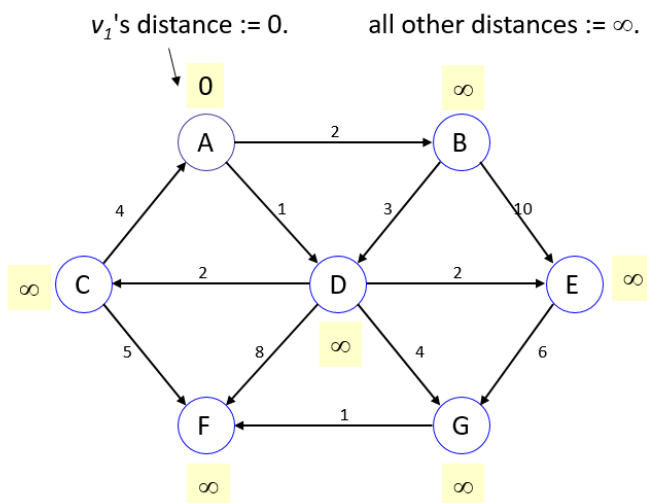 v₁'s distance := 0. all other distances := ∞.
0 ∞
A 2 B
4 1 3 10
∞ C 2 D 2 E ∞
∞
5 8 4 6
F 1 G
∞ ∞